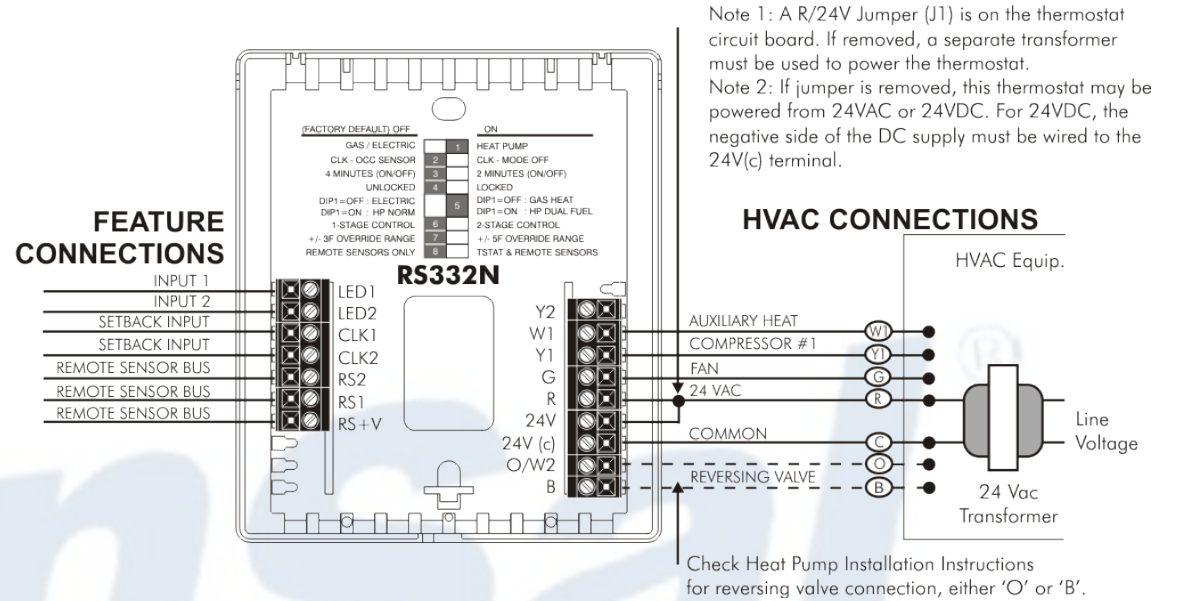 Note 1: A R/24V Jumper (J1) is on the thermostat
circuit board. If removed, a separate transformer
must be used to power the thermostat.
Note 2: If jumper is removed, this thermostat may be
powered from 24VAC or 24VDC. For 24VDC, the
negative side of the DC supply must be wired to the
24V(c) terminal.
(FACTORY DEFAULT) OFF ON
GAS / ELECTRIC 1 HEAT PUMP
CLK - OCC SENSOR 2 CLK - MODE OFF
4 MINUTES (ON/OFF) 3 2 MINUTES (ON/OFF)
UNLOCKED 4 LOCKED
DIP1=OFF : ELECTRIC 5 DIP1=OFF : GAS HEAT
DIP1=ON : HP NORM DIP1=ON : HP DUAL FUEL
1-STAGE CONTROL 6 2-STAGE CONTROL
+/- 3F OVERRIDE RANGE 7 +/- 5F OVERRIDE RANGE
REMOTE SENSORS ONLY 8 TSTAT & REMOTE SENSORS
RS332N
FEATURE
CONNECTIONS
INPUT 1 LED1
INPUT 2 LED2
SETBACK INPUT CLK1
SETBACK INPUT CLK2
REMOTE SENSOR BUS RS2
REMOTE SENSOR BUS RS1
REMOTE SENSOR BUS RS+V
HVAC CONNECTIONS
HVAC Equip.
Y2
W1 AUXILIARY HEAT W1
Y1 COMPRESSOR #1 Y1
G FAN G
R 24 VAC R
24V
24V (c) COMMON C
O/W2 O
B REVERSING VALVE B
Line
Voltage
24 Vac
Transformer
Check Heat Pump Installation Instructions
for reversing valve connection, either 'O' or 'B'.
nsal
®